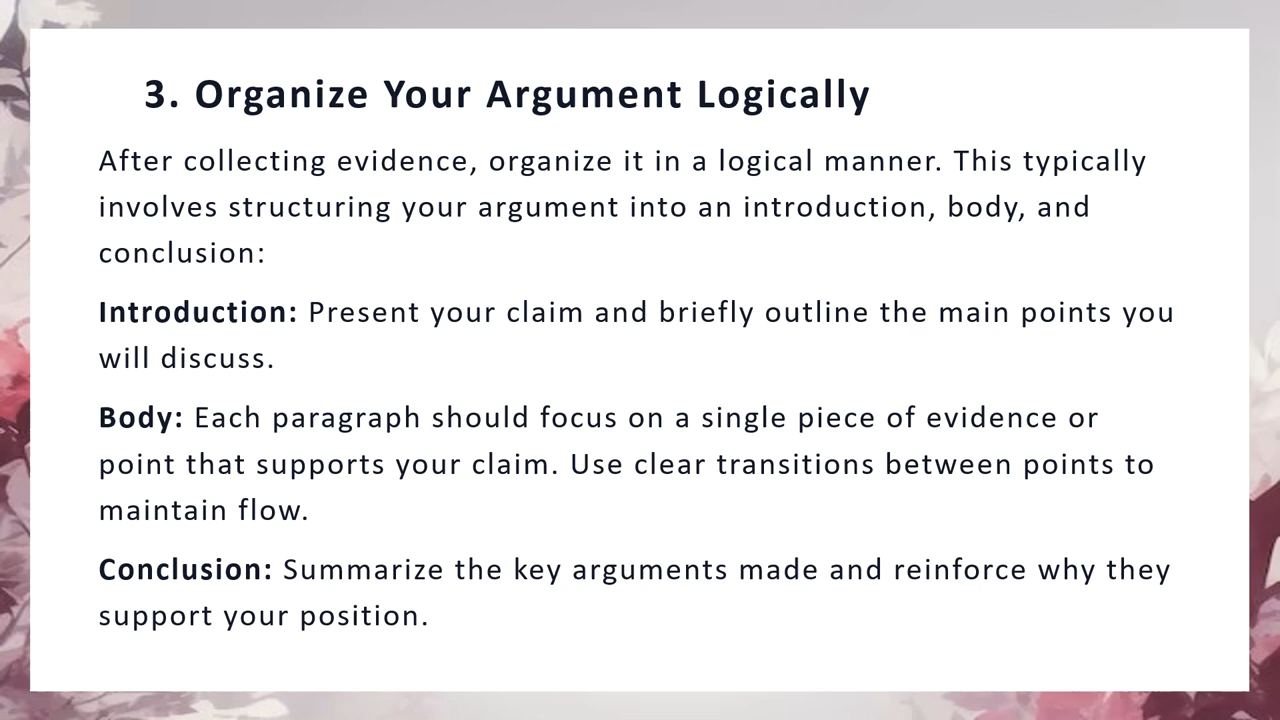 3. Organize Your Argument Logically
After collecting evidence, organize it in a logical manner. This typically
involves structuring your argument into an introduction, body, and
conclusion:
Introduction: Present your claim and briefly outline the main points you
will discuss.
Body: Each paragraph should focus on a single piece of evidence or
point that supports your claim. Use clear transitions between points to
maintain flow.
Conclusion: Summarize the key arguments made and reinforce why they
support your position.